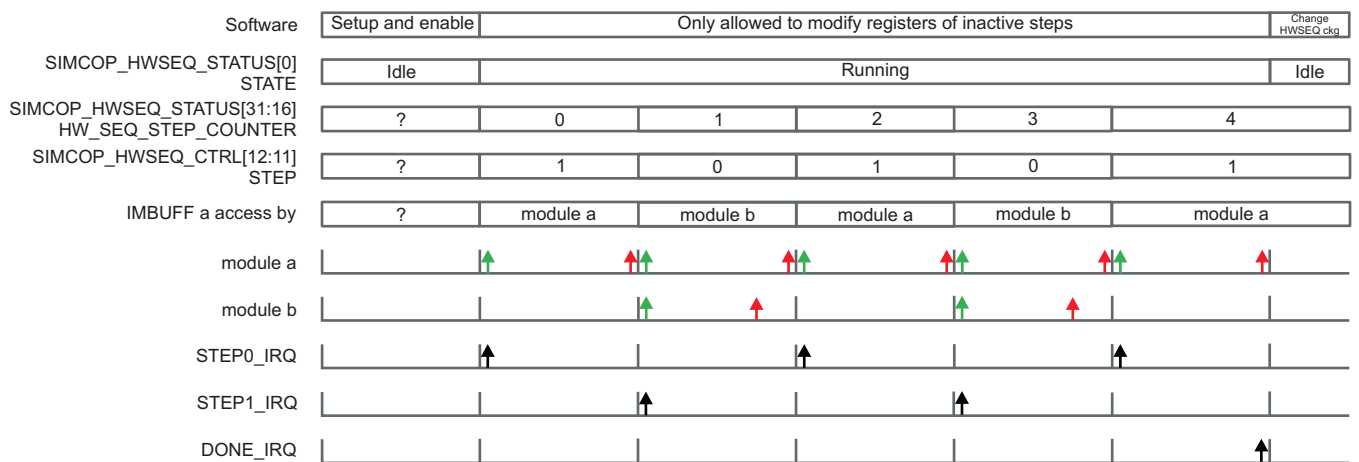 Software Setup and enable Only allowed to modify registers of inactive steps Change
HWSEQ ckg
SIMCOP_HWSEQ_STATUS[0]
STATE Idle Running Idle
SIMCOP_HWSEQ_STATUS[31:16]
HW_SEQ_STEP_COUNTER ? 0 1 2 3 4
SIMCOP_HWSEQ_CTRL[12:11]
STEP ? 1 0 1 0 1
IMBUFF a access by ? module a module b module a module b module a
module a
module b
STEP0_IRQ
STEP1_IRQ
DONE_IRQ